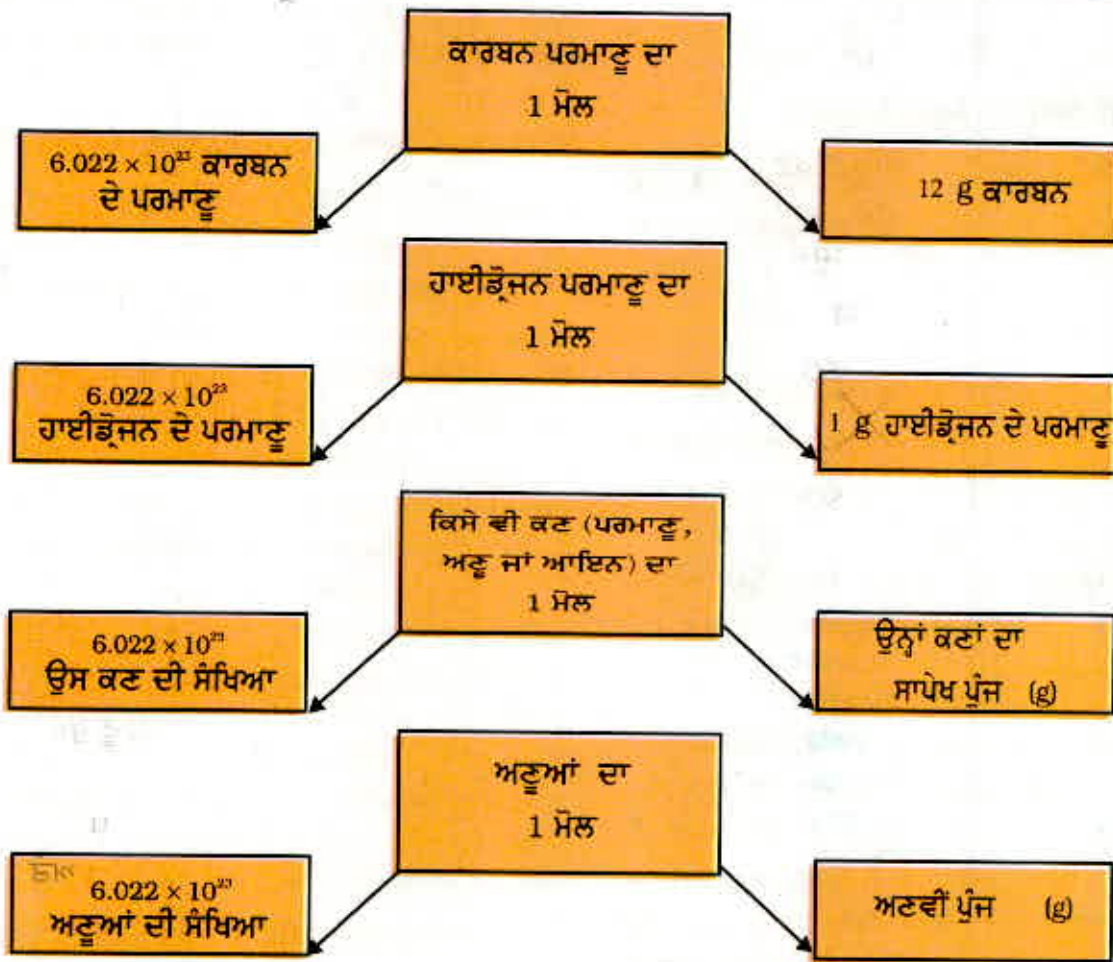 ਕਾਰਬਨ ਪਰਮਾਣੂ ਦਾ
1 ਮੋਲ
6.022 × 10²³ ਕਾਰਬਨ
ਦੇ ਪਰਮਾਣੂ
12 g ਕਾਰਬਨ
ਹਾਈਡ੍ਰੋਜਨ ਪਰਮਾਣੂ ਦਾ
1 ਮੋਲ
6.022 × 10²³
ਹਾਈਡ੍ਰੋਜਨ ਦੇ ਪਰਮਾਣੂ
1 g ਹਾਈਡ੍ਰੋਜਨ ਦੇ ਪਰਮਾਣੂ
ਕਿਸੇ ਵੀ ਕਣ (ਪਰਮਾਣੂ,
ਅਣੂ ਜਾਂ ਆਇਨ) ਦਾ
1 ਮੋਲ
6.022 × 10²³
ਉਸ ਕਣ ਦੀ ਸੰਖਿਆ
ਉਨ੍ਹਾਂ ਕਣਾਂ ਦਾ
ਸਾਪੇਖ ਪੁੰਜ (g)
ਅਣੂਆਂ ਦਾ
1 ਮੋਲ
6.022 × 10²³
ਅਣੂਆਂ ਦੀ ਸੰਖਿਆ
ਅਣਵੀਂ ਪੁੰਜ (g)